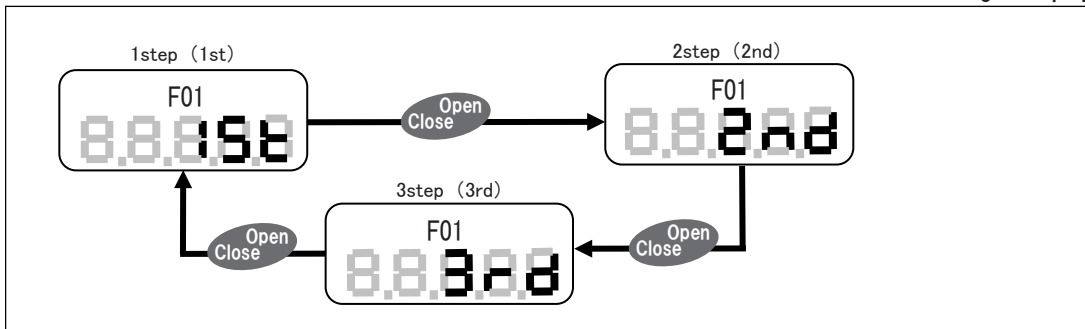 1step (1st)
F01
1St
Open
Close
2step (2nd)
F01
2nd
3step (3rd)
F01
3rd
Open
Close
Open
Close